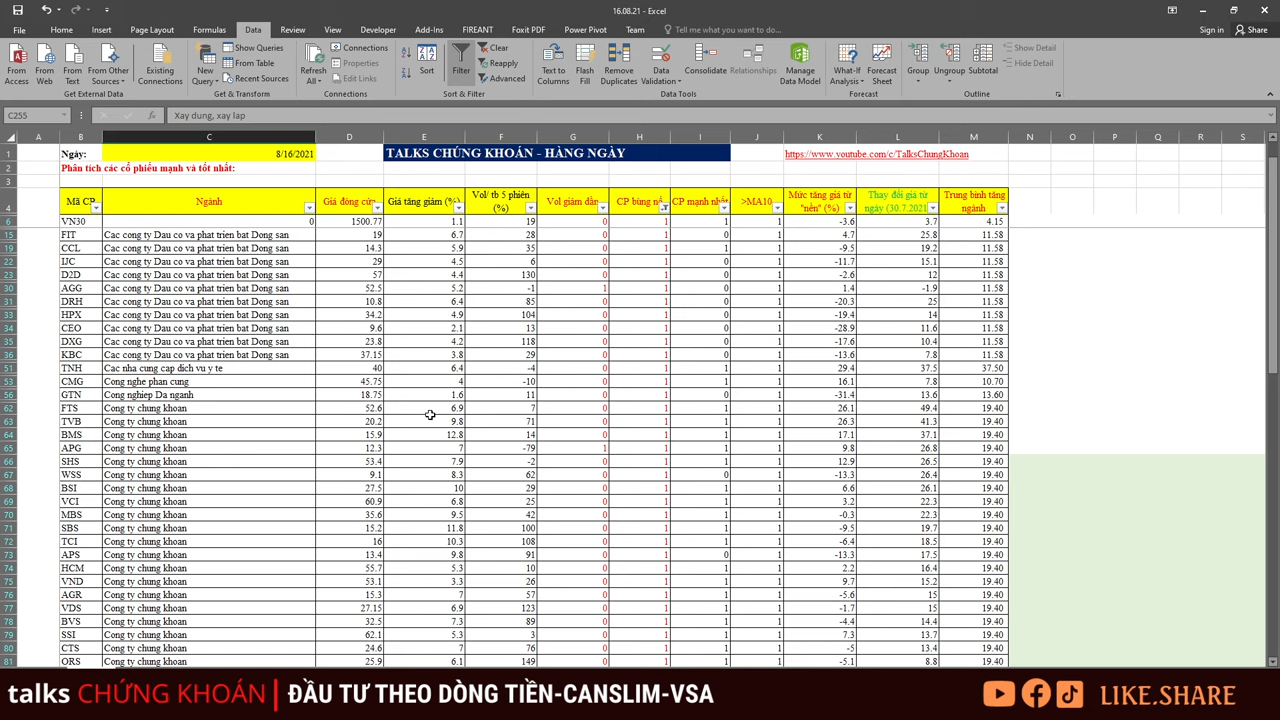 16.08.21 - Excel
File Home Insert Page Layout Formulas Data Review View Developer Add-Ins FIREANT Foxit PDF Power Pivot Team Tell me what you want to do... Sign in Share
From Access From Web From Text From Other Sources Existing Connections New Query Show Queries From Table Recent Sources Refresh All Connections Properties Edit Links Sort Filter Clear Reapply Advanced Text to Columns Flash Fill Remove Duplicates Data Validation Consolidate Relationships Manage Data Model What-If Analysis Forecast Sheet Group Ungroup Subtotal Show Detail Hide Detail
Get External Data Get & Transform Connections Sort & Filter Data Tools Forecast Outline
C255 fx Xay dung, xay lap
A B C D E F G H I J K L M N O P Q R S
1 Ngày: 8/16/2021 TALKS CHỨNG KHOÁN - HÀNG NGÀY https://www.youtube.com/c/TalksChungKhoan
2 Phân tích các cổ phiếu mạnh và tốt nhất:
3
4 Mã CP Ngành Giá đóng cửa Giá tăng giảm (%) Vol/ tb 5 phiên (%) Vol giảm dần CP bùng nổ CP mạnh nhất >MA10 Mức tăng giá từ "nền" (%) Thay đổi giá từ ngày (30.7.2021) Trung bình tăng ngành
6 VN30 0 1500.77 1.1 19 0 1 1 1 -3.6 3.7 4.15
15 FIT Cac cong ty Dau co va phat trien bat Dong san 19 6.7 28 0 1 0 1 4.7 25.8 11.58
19 CCL Cac cong ty Dau co va phat trien bat Dong san 14.3 5.9 35 0 1 1 1 -9.5 19.2 11.58
22 IJC Cac cong ty Dau co va phat trien bat Dong san 29 4.5 6 0 1 0 1 -11.7 15.1 11.58
23 D2D Cac cong ty Dau co va phat trien bat Dong san 57 4.4 130 0 1 0 1 -2.6 12 11.58
30 AGG Cac cong ty Dau co va phat trien bat Dong san 52.5 5.2 -1 1 1 0 1 1.4 -1.9 11.58
31 DRH Cac cong ty Dau co va phat trien bat Dong san 10.8 6.4 85 0 1 0 1 -20.3 25 11.58
33 HPX Cac cong ty Dau co va phat trien bat Dong san 34.2 4.9 104 0 1 0 1 -19.4 14 11.58
34 CEO Cac cong ty Dau co va phat trien bat Dong san 9.6 2.1 13 0 1 0 1 -28.9 11.6 11.58
35 DXG Cac cong ty Dau co va phat trien bat Dong san 23.8 4.2 118 0 1 0 1 -17.6 10.4 11.58
36 KBC Cac cong ty Dau co va phat trien bat Dong san 37.15 3.8 29 0 1 0 1 -13.6 7.8 11.58
51 TNH Cac nha cung cap dich vu y te 40 6.4 -4 0 1 1 1 29.4 37.5 37.50
53 CMG Cong nghe phan cung 45.75 4 -10 0 1 1 1 16.1 7.8 10.70
56 GTN Cong nghiep Da nganh 18.75 1.6 11 0 1 0 1 -31.4 13.6 13.60
62 FTS Cong ty chung khoan 52.6 6.9 7 0 1 1 1 26.1 49.4 19.40
63 TVB Cong ty chung khoan 20.2 9.8 71 0 1 1 1 26.3 41.3 19.40
64 BMS Cong ty chung khoan 15.9 12.8 14 0 1 1 1 17.1 37.1 19.40
65 APG Cong ty chung khoan 12.3 7 -79 1 1 1 1 9.8 26.8 19.40
66 SHS Cong ty chung khoan 53.4 7.9 -2 0 1 1 1 12.9 26.5 19.40
67 WSS Cong ty chung khoan 9.1 8.3 62 0 1 0 1 -13.3 26.4 19.40
68 BSI Cong ty chung khoan 27.5 10 29 0 1 1 1 6.6 26.1 19.40
69 VCI Cong ty chung khoan 60.9 6.8 25 0 1 1 1 3.2 22.3 19.40
70 MBS Cong ty chung khoan 35.6 9.5 42 0 1 1 1 -0.3 22.3 19.40
71 SBS Cong ty chung khoan 15.2 11.8 100 0 1 1 1 -9.5 19.7 19.40
72 TCI Cong ty chung khoan 16 10.3 108 0 1 1 1 -6.4 18.5 19.40
73 APS Cong ty chung khoan 13.4 9.8 91 0 1 0 1 -13.3 17.5 19.40
74 HCM Cong ty chung khoan 55.7 5.3 10 0 1 1 1 2.2 16.4 19.40
75 VND Cong ty chung khoan 53.1 3.3 26 0 1 1 1 9.7 15.2 19.40
76 AGR Cong ty chung khoan 15.3 7 57 0 1 1 1 -1.6 15 19.40
77 VDS Cong ty chung khoan 27.15 6.9 123 0 1 1 1 -1.7 15 19.40
78 BVS Cong ty chung khoan 32.5 7.3 89 0 1 1 1 -4.4 14.4 19.40
79 SSI Cong ty chung khoan 62.1 5.3 3 0 1 1 1 7.3 13.7 19.40
80 CTS Cong ty chung khoan 24.6 7 76 0 1 1 1 -5 13.4 19.40
81 ORS Cong ty chung khoan 25.9 6.1 149 0 1 1 1 -5.1 8.8 19.40
talks CHỨNG KHOÁN | ĐẦU TƯ THEO DÒNG TIỀN-CANSLIM-VSA LIKE.SHARE